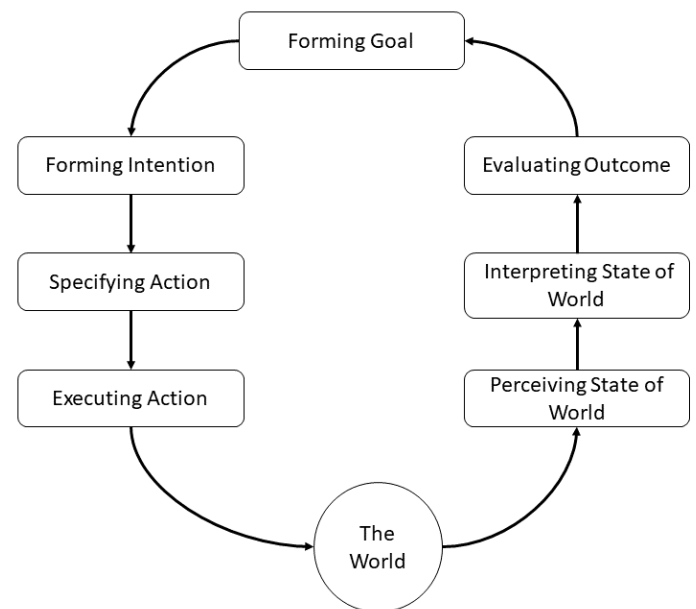 Forming Goal
Forming Intention
Evaluating Outcome
Specifying Action
Interpreting State of
World
Executing Action
Perceiving State of
World
The
World